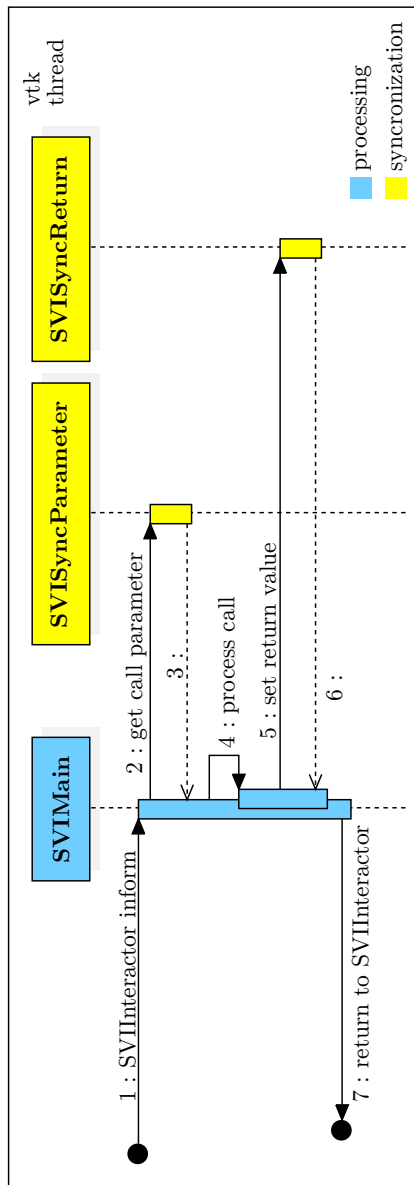 vtk
thread
SVIMain
SVISyncParameter
SVISyncReturn
1 : SVIInteractor inform
2 : get call parameter
3 :
4 : process call
5 : set return value
6 :
7 : return to SVIInteractor
processing
syncronization